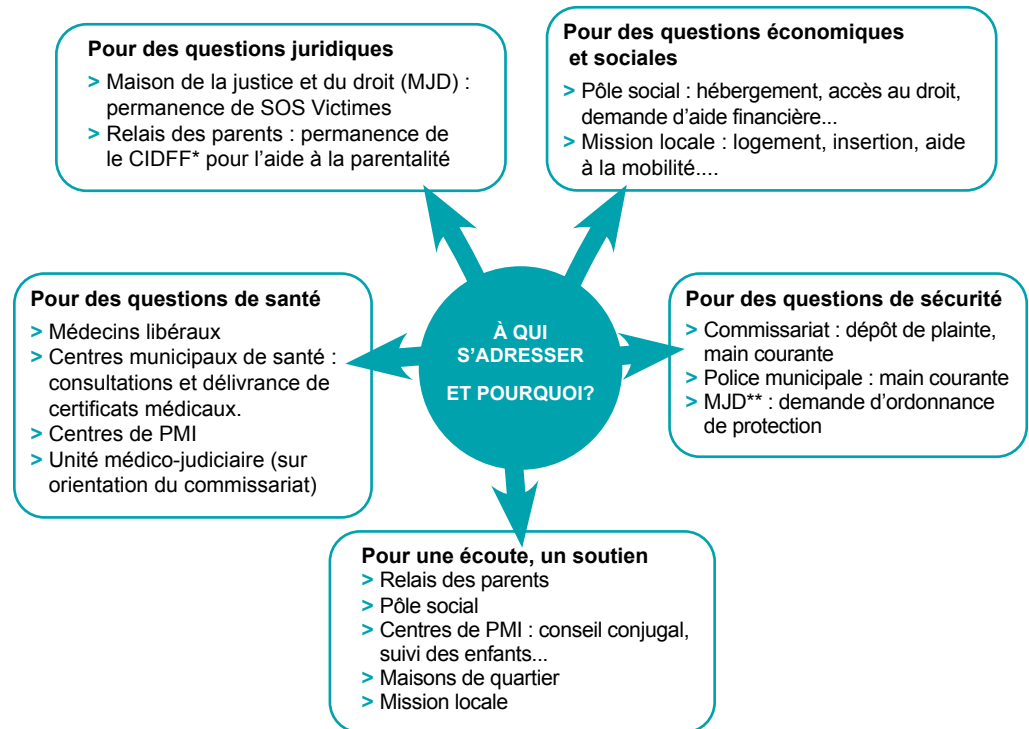 Pour des questions juridiques
> Maison de la justice et du droit (MJD) :
permanence de SOS Victimes
> Relais des parents : permanence de
le CIDFF* pour l'aide à la parentalité
Pour des questions économiques
et sociales
> Pôle social : hébergement, accès au droit,
demande d'aide financière...
> Mission locale : logement, insertion, aide
à la mobilité....
Pour des questions de santé
> Médecins libéraux
> Centres municipaux de santé :
consultations et délivrance de
certificats médicaux.
> Centres de PMI
> Unité médico-judiciaire (sur
orientation du commissariat)
À QUI
S'ADRESSER
ET POURQUOI?
Pour des questions de sécurité
> Commissariat : dépôt de plainte,
main courante
> Police municipale : main courante
> MJD** : demande d'ordonnance
de protection
Pour une écoute, un soutien
> Relais des parents
> Pôle social
> Centres de PMI : conseil conjugal,
suivi des enfants...
> Maisons de quartier
> Mission locale